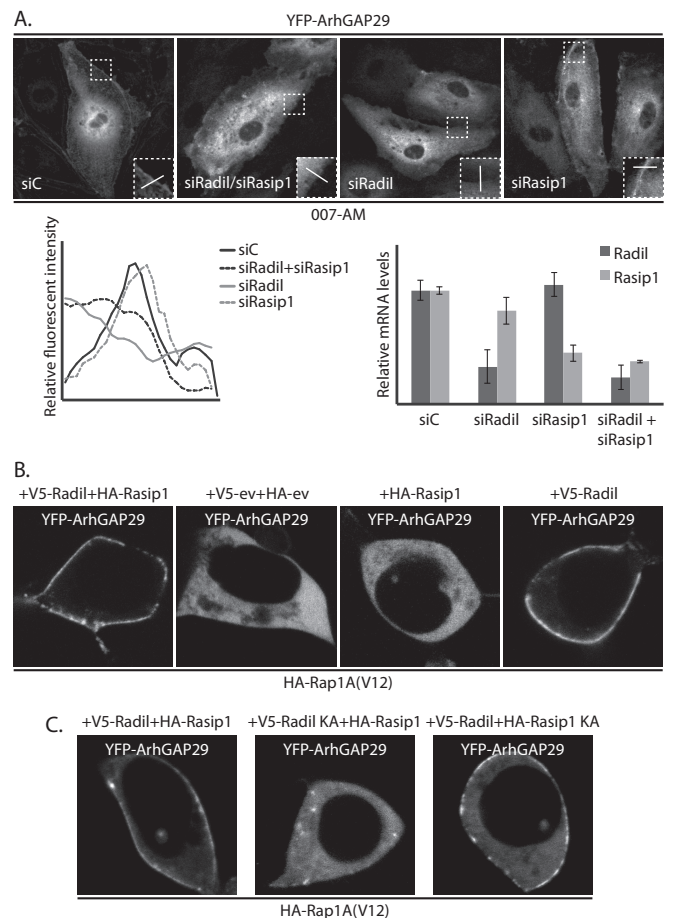 A.
YFP-ArhGAP29
siC
siRadil/siRasip1
siRadil
siRasip1
007-AM
Relative fluorescent intensity
siC
siRadil+siRasip1
siRadil
siRasip1
Relative mRNA levels
Radil
Rasip1
siC
siRadil
siRasip1
siRadil +
siRasip1
B.
+V5-Radil+HA-Rasip1
+V5-ev+HA-ev
+HA-Rasip1
+V5-Radil
YFP-ArhGAP29
YFP-ArhGAP29
YFP-ArhGAP29
YFP-ArhGAP29
HA-Rap1A(V12)
C.
+V5-Radil+HA-Rasip1
+V5-Radil KA+HA-Rasip1
+V5-Radil+HA-Rasip1 KA
YFP-ArhGAP29
YFP-ArhGAP29
YFP-ArhGAP29
HA-Rap1A(V12)